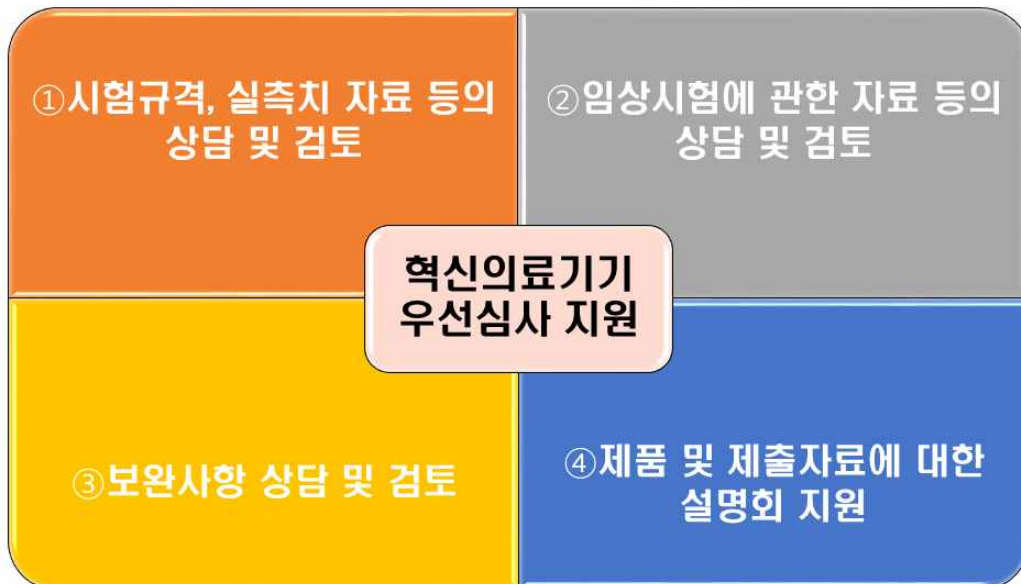 ①시험규격, 실측치 자료 등의
상담 및 검토
②임상시험에 관한 자료 등의
상담 및 검토
혁신의료기기
우선심사 지원
③보완사항 상담 및 검토
④제품 및 제출자료에 대한
설명회 지원